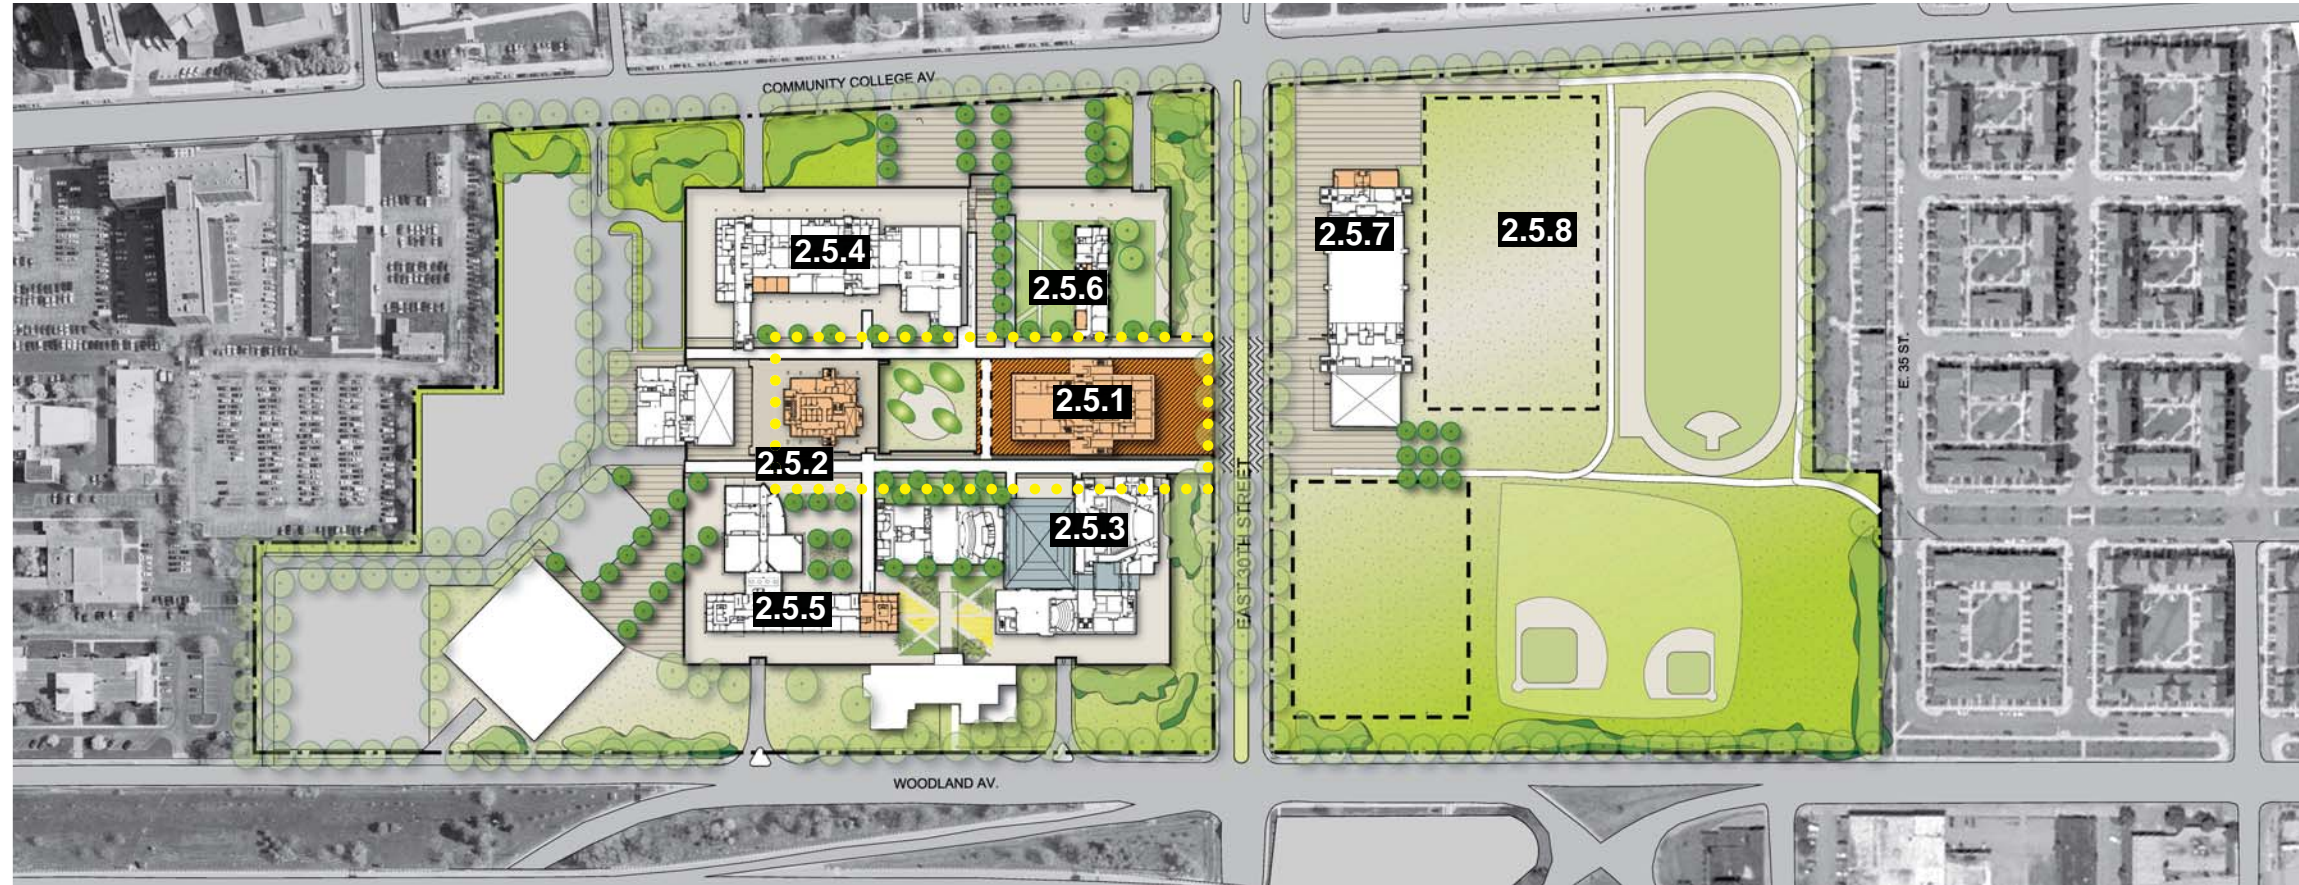 COMMUNITY COLLEGE AV.
2.5.4
2.5.6
2.5.7
2.5.8
E. 35 ST.
2.5.1
2.5.2
2.5.3
EAST 30TH STREET
2.5.5
WOODLAND AV.